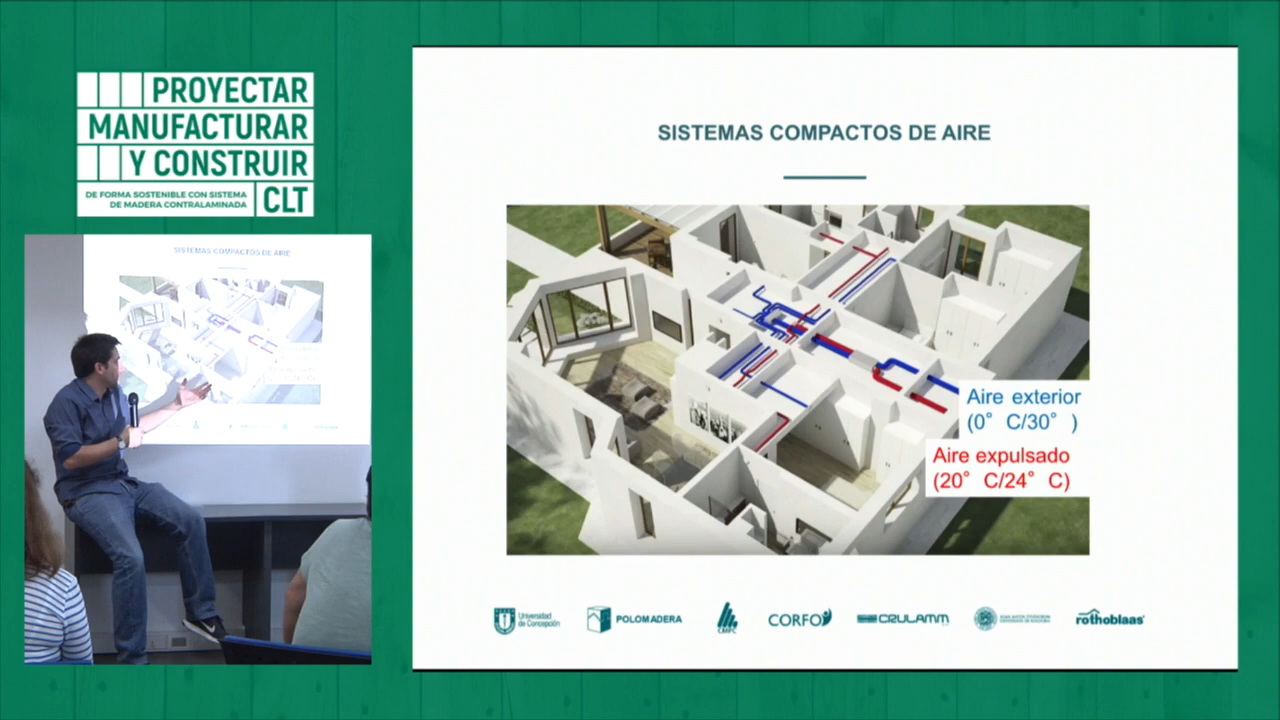 PROYECTAR
MANUFACTURAR
Y CONSTRUIR
DE FORMA SOSTENIBLE CON SISTEMA
DE MADERA CONTRALAMINADA
CLT
SISTEMAS COMPACTOS DE AIRE
SISTEMAS COMPACTOS DE AIRE
Aire exterior
(0° C/30° )
Aire expulsado
(20° C/24° C)
Universidad
de Concepción
POLOMADERA
CMPC
CORFO
CRULAMM
rothoblaas